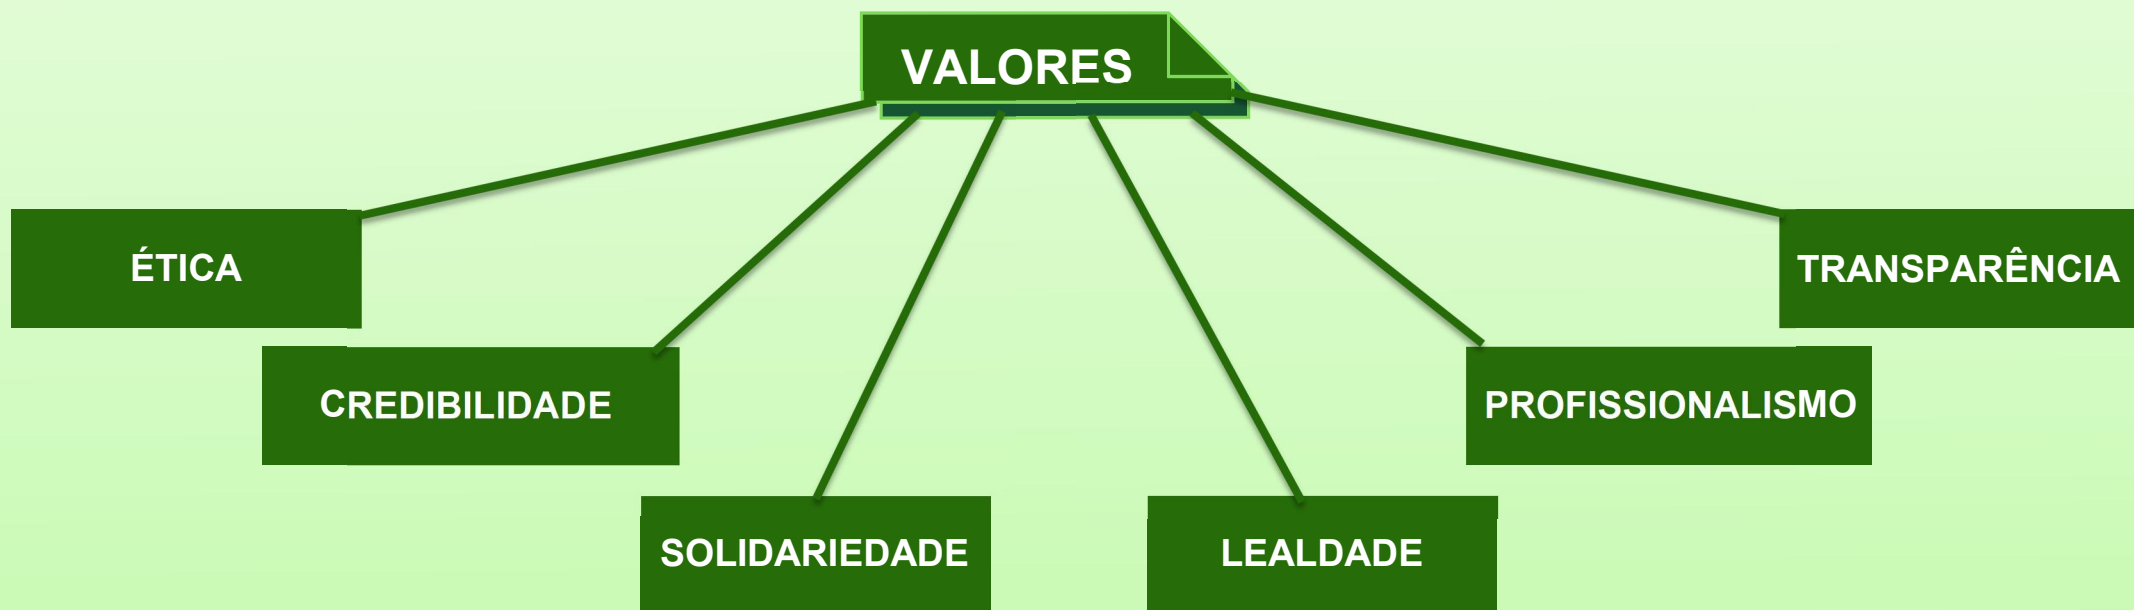 VALORES
ÉTICA
TRANSPARÊNCIA
CREDIBILIDADE
PROFISSIONALISMO
SOLIDARIEDADE
LEALDADE